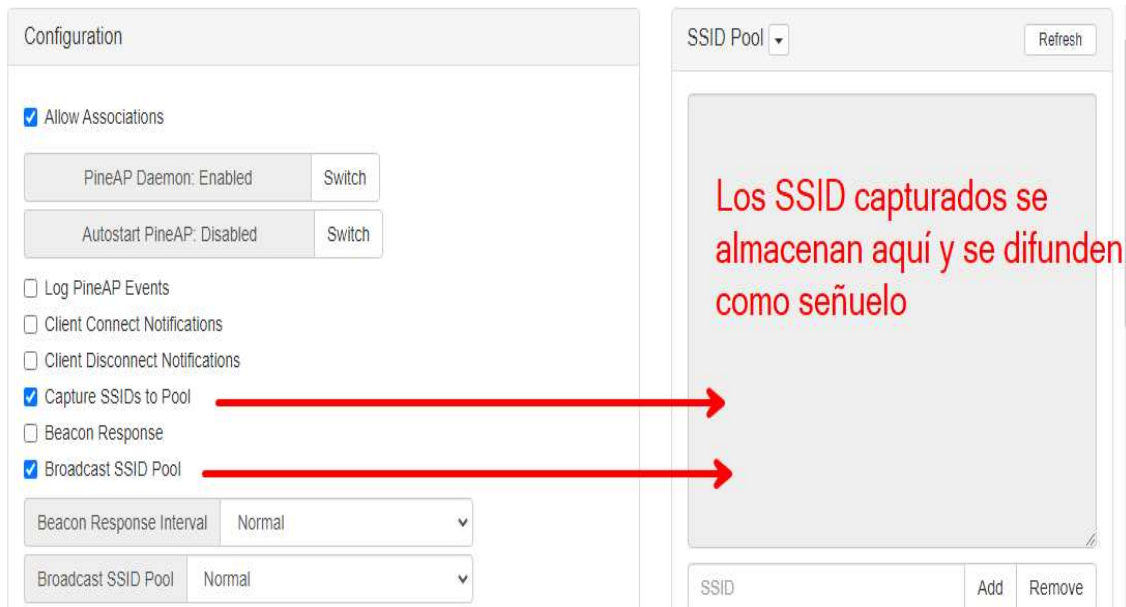 Configuration
Allow Associations
PineAP Daemon: Enabled
Switch
Autostart PineAP: Disabled
Switch
Log PineAP Events
Client Connect Notifications
Client Disconnect Notifications
Capture SSIDs to Pool
Beacon Response
Broadcast SSID Pool
Beacon Response Interval
Normal
Broadcast SSID Pool
Normal
SSID Pool
Refresh
Los SSID capturados se
almacenan aquí y se difunden
como señuelo
SSID
Add
Remove